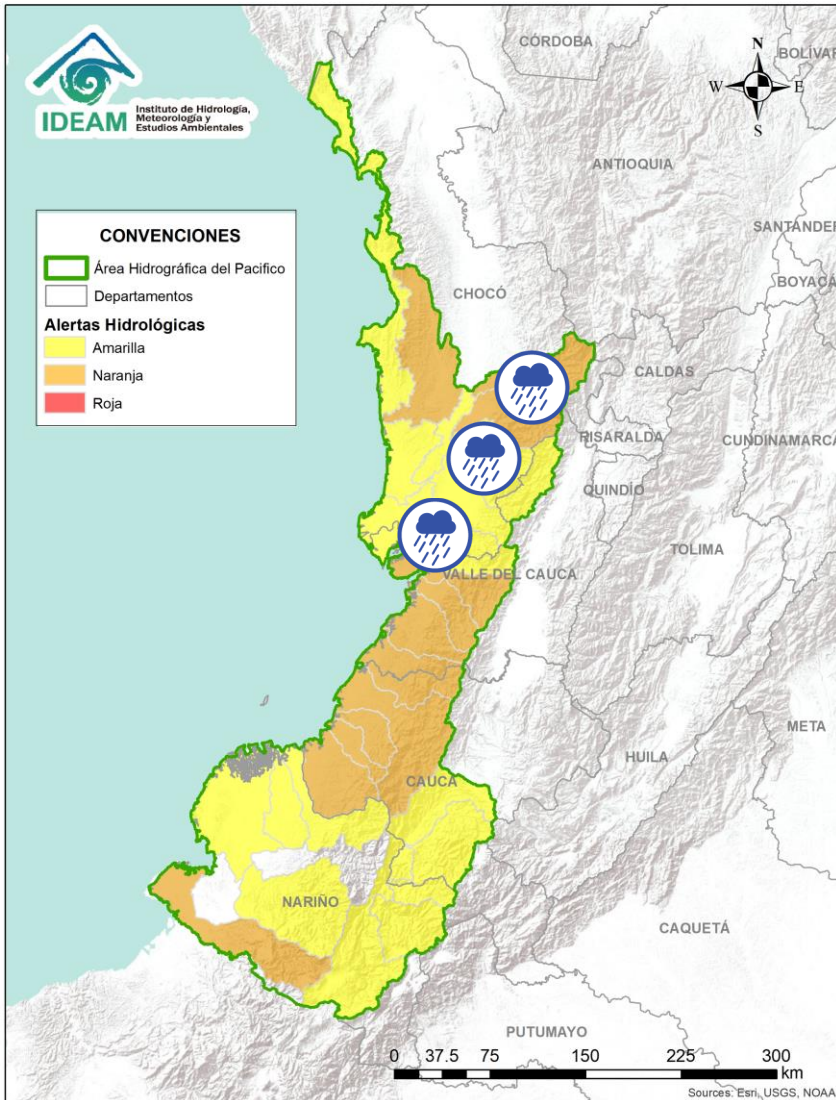 IDEAM
Instituto de Hidrología,
Meteorología y
Estudios Ambientales
N
W
E
S
CÓRDOBA
BOLÍVAR
ANTIOQUIA
SANTANDER
BOYACÁ
CHOCÓ
CALDAS
RISARALDA
CUNDINAMARCA
QUINDÍO
TOLIMA
VALLE DEL CAUCA
META
HUILA
CAUCA
NARIÑO
CAQUETÁ
PUTUMAYO
CONVENCIONES
Área Hidrográfica del Pacifico
Departamentos
Alertas Hidrológicas
Amarilla
Naranja
Roja
0 37.5 75 150 225 300
km
Sources: Esri, USGS, NOAA